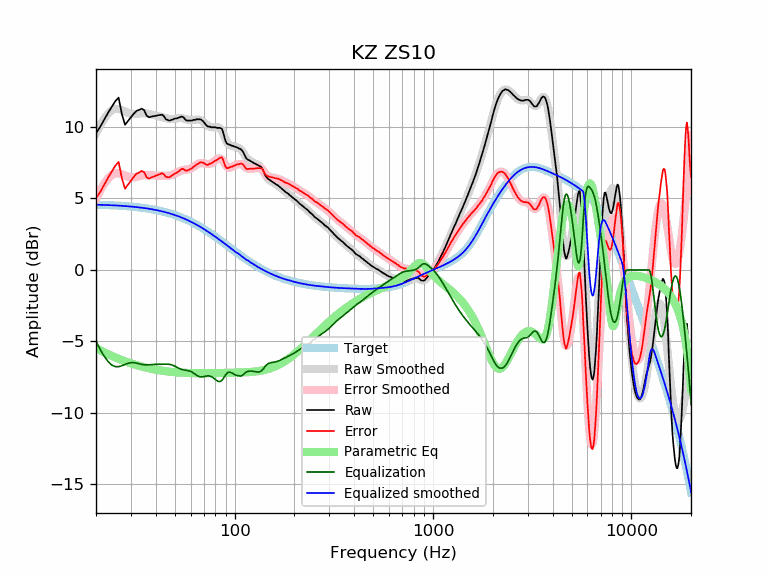 KZ ZS10
Amplitude (dBr)
10
5
0
−5
−10
−15
Target
Raw Smoothed
Error Smoothed
Raw
Error
Parametric Eq
Equalization
Equalized smoothed
100
1000
10000
Frequency (Hz)